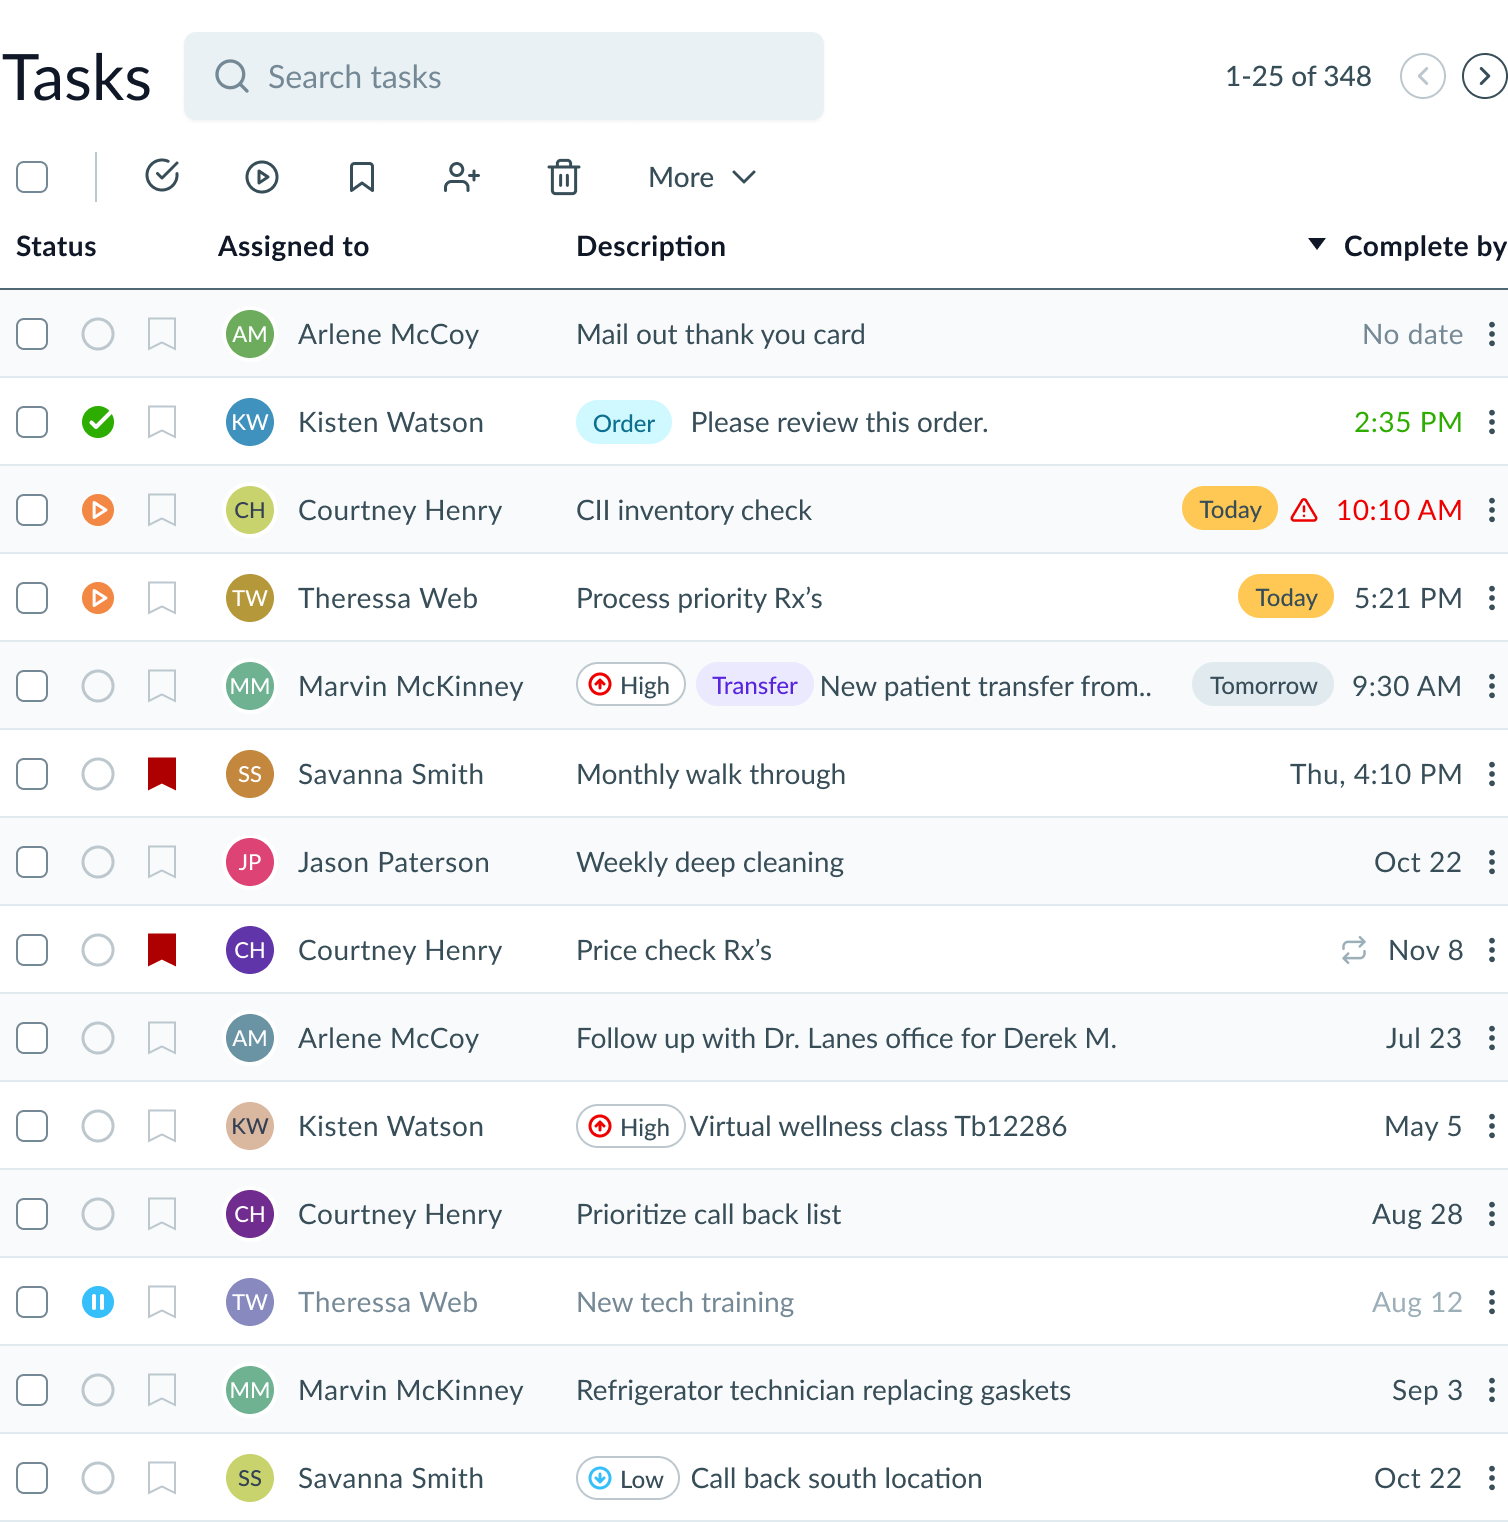 Tasks Search tasks 1-25 of 348
More
Status Assigned to Description Complete by
AM Arlene McCoy Mail out thank you card No date
KW Kisten Watson Order Please review this order. 2:35 PM
CH Courtney Henry CII inventory check Today 10:10 AM
TW Theressa Web Process priority Rx’s Today 5:21 PM
MM Marvin McKinney High Transfer New patient transfer from.. Tomorrow 9:30 AM
SS Savanna Smith Monthly walk through Thu, 4:10 PM
JP Jason Paterson Weekly deep cleaning Oct 22
CH Courtney Henry Price check Rx’s Nov 8
AM Arlene McCoy Follow up with Dr. Lanes office for Derek M. Jul 23
KW Kisten Watson High Virtual wellness class Tb12286 May 5
CH Courtney Henry Prioritize call back list Aug 28
TW Theressa Web New tech training Aug 12
MM Marvin McKinney Refrigerator technician replacing gaskets Sep 3
SS Savanna Smith Low Call back south location Oct 22